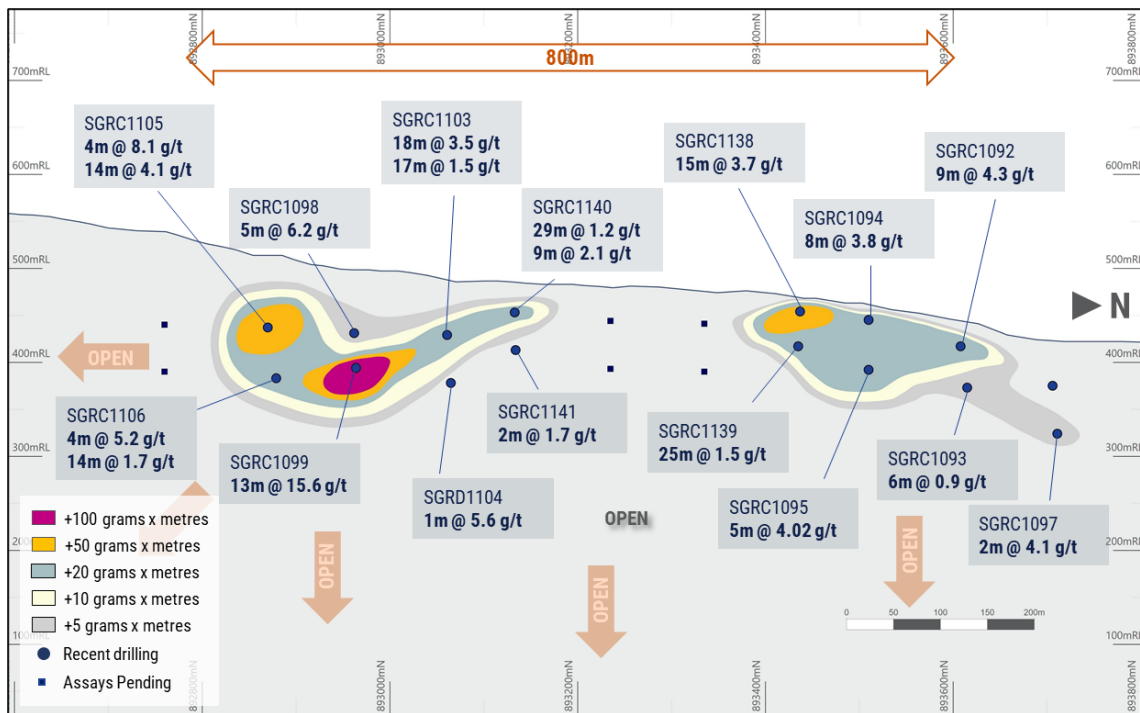 892800mN
893000mN
893200mN
893400mN
893600mN
893800mN
800m
700mRL
700mRL
600mRL
600mRL
500mRL
500mRL
400mRL
400mRL
300mRL
300mRL
200mRL
200mRL
100mRL
100mRL
SGRC1105
4m @ 8.1 g/t
14m @ 4.1 g/t
SGRC1098
5m @ 6.2 g/t
SGRC1103
18m @ 3.5 g/t
17m @ 1.5 g/t
SGRC1140
29m @ 1.2 g/t
9m @ 2.1 g/t
SGRC1138
15m @ 3.7 g/t
SGRC1094
8m @ 3.8 g/t
SGRC1092
9m @ 4.3 g/t
N
OPEN
SGRC1106
4m @ 5.2 g/t
14m @ 1.7 g/t
SGRC1099
13m @ 15.6 g/t
SGRC1141
2m @ 1.7 g/t
SGRD1104
1m @ 5.6 g/t
SGRC1139
25m @ 1.5 g/t
SGRC1095
5m @ 4.02 g/t
SGRC1093
6m @ 0.9 g/t
SGRC1097
2m @ 4.1 g/t
OPEN
OPEN
OPEN
OPEN
+100 grams x metres
+50 grams x metres
+20 grams x metres
+10 grams x metres
+5 grams x metres
Recent drilling
Assays Pending
0 50 100 150 200m
892800mN
893000mN
893200mN
893400mN
893600mN
893800mN